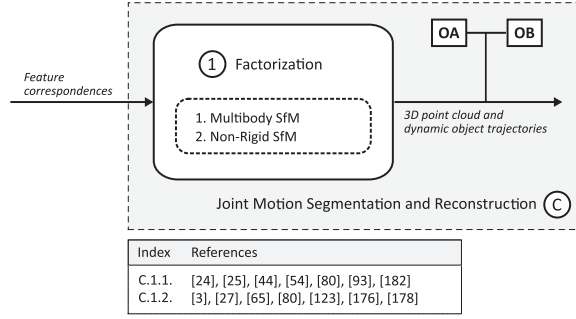 OA
OB
1 Factorization
Feature
correspondences
1. Multibody SfM
2. Non-Rigid SfM
3D point cloud and
dynamic object trajectories
Joint Motion Segmentation and Reconstruction C
Index References
C.1.1. [24], [25], [44], [54], [80], [93], [182]
C.1.2. [3], [27], [65], [80], [123], [176], [178]